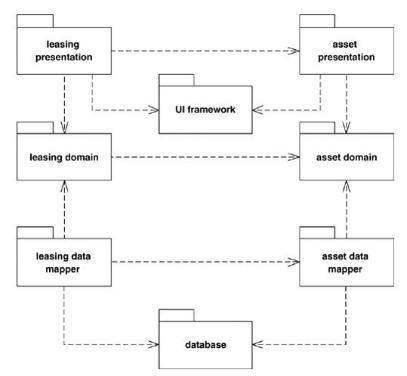 leasing
presentation
asset
presentation
UI framework
leasing domain
asset domain
leasing data
mapper
asset data
mapper
database